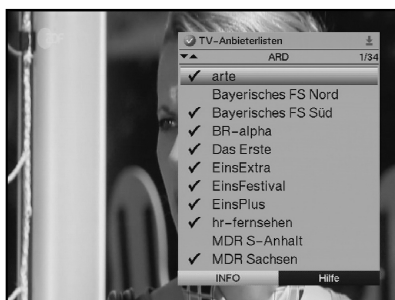 TV-Anbieterlisten
ARD 1/34
arte
Bayerisches FS Nord
Bayerisches FS Süd
BR-alpha
Das Erste
EinsExtra
EinsFestival
EinsPlus
hr-fernsehen
MDR S-Anhalt
MDR Sachsen
INFO Hilfe